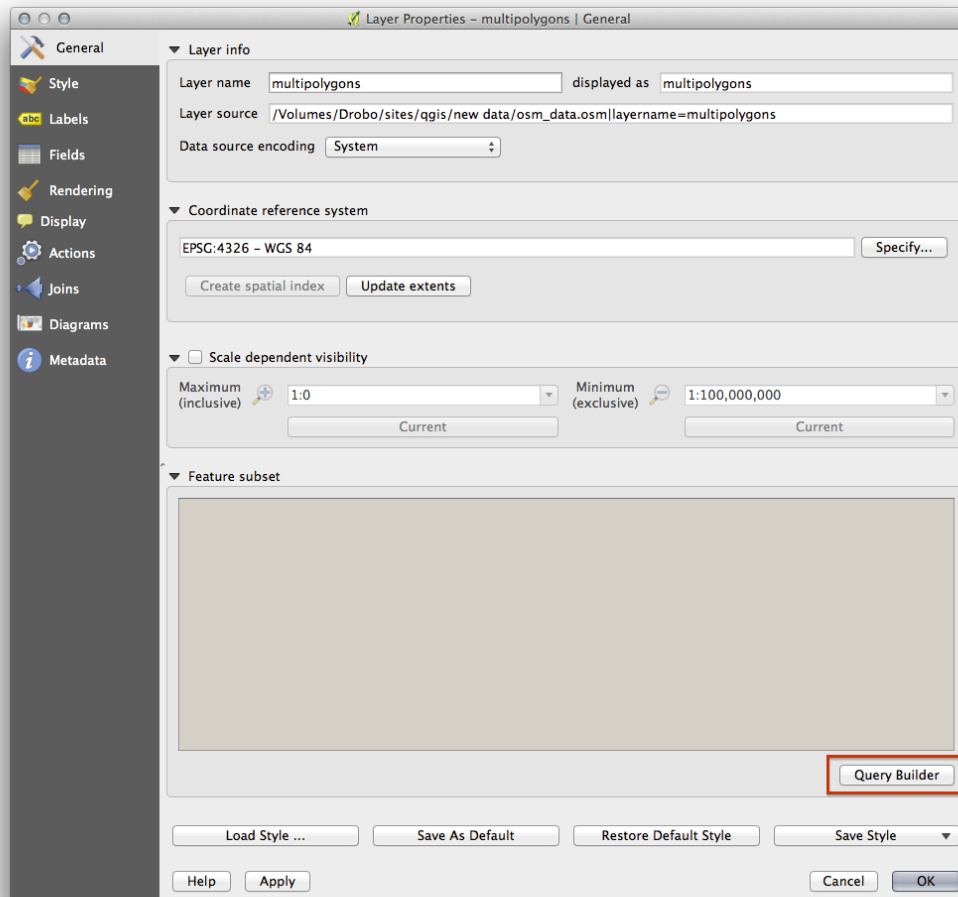 Layer Properties – multipolygons | General
General
Style
abc Labels
Fields
Rendering
Display
Actions
Joins
i Metadata
Diagrams
Layer info
Layer name multipolygons displayed as multipolygons
Layer source /Volumes/Drobo/sites/qgis/new data/osm_data.osm|layername=multipolygons
Data source encoding System
Coordinate reference system
EPSG:4326 – WGS 84 Specify...
Create spatial index Update extents
Scale dependent visibility
Maximum (inclusive) 1:0 Minimum (exclusive) 1:100,000,000
Current Current
Feature subset
Query Builder
Load Style ... Save As Default Restore Default Style Save Style
Help Apply Cancel OK